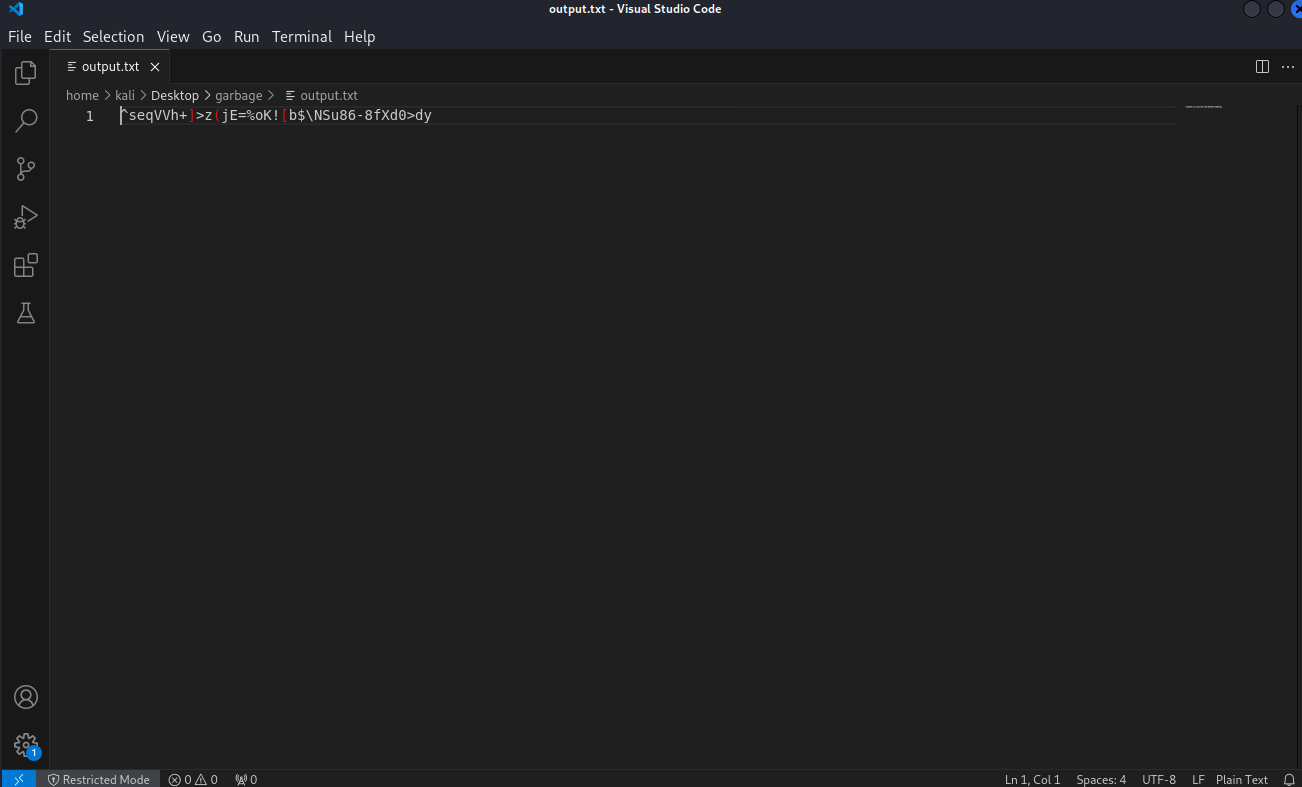 output.txt - Visual Studio Code
File Edit Selection View Go Run Terminal Help
output.txt
home > kali > Desktop > garbage > output.txt
1 ^seqVVh+]>z(jE=%oK![b$\NSu86-8fXd0>dy
1
Restricted Mode 0 0 0 Ln 1, Col 1 Spaces: 4 UTF-8 LF Plain Text